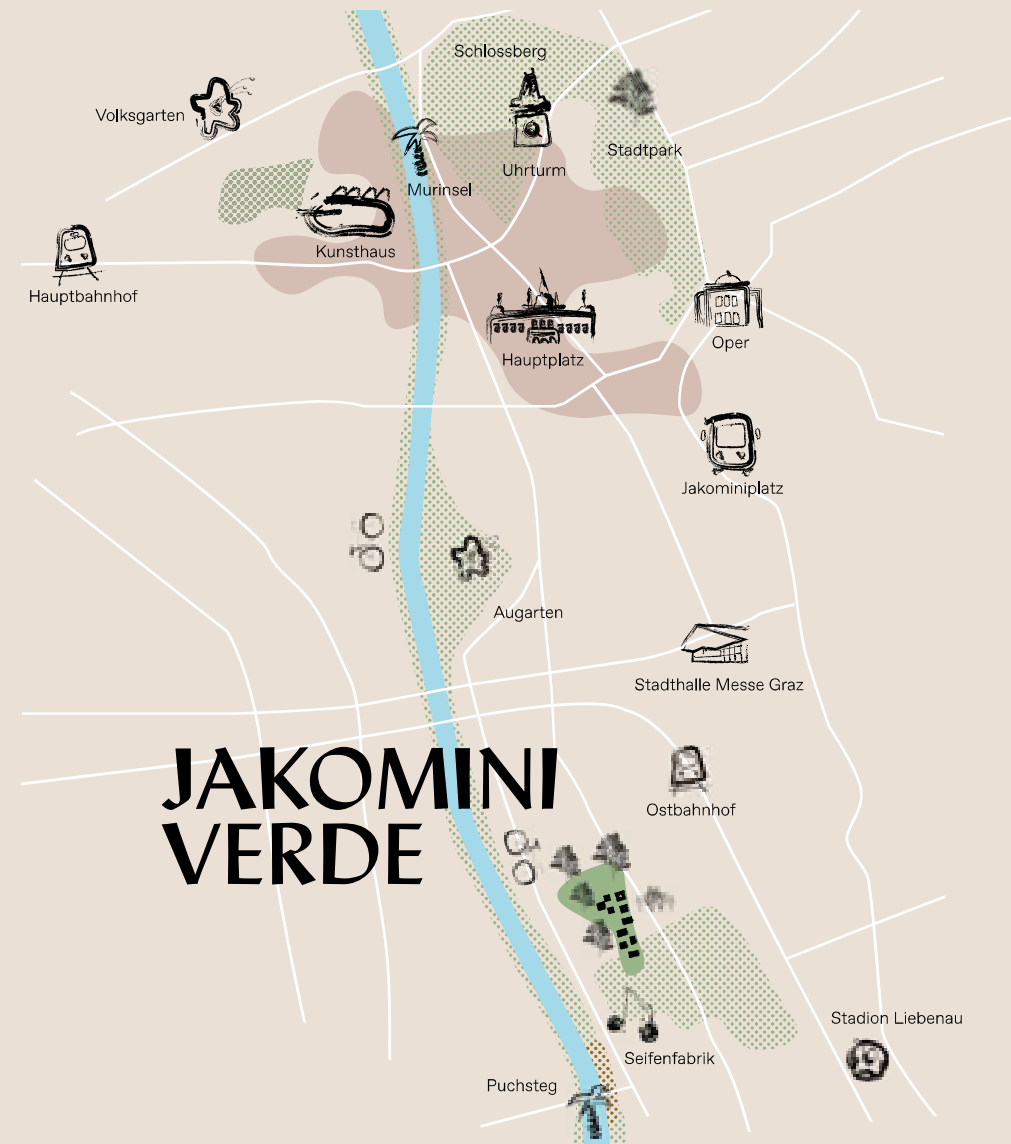 Schlossberg
Volksgarten
Stadtpark
Uhrturm
Murinsel
Kunsthaus
Hauptbahnhof
Oper
Hauptplatz
Jakominiplatz
Augarten
Stadthalle Messe Graz
JAKOMINI
VERDE
Ostbahnhof
Stadion Liebenau
Seifenfabrik
Puchsteg